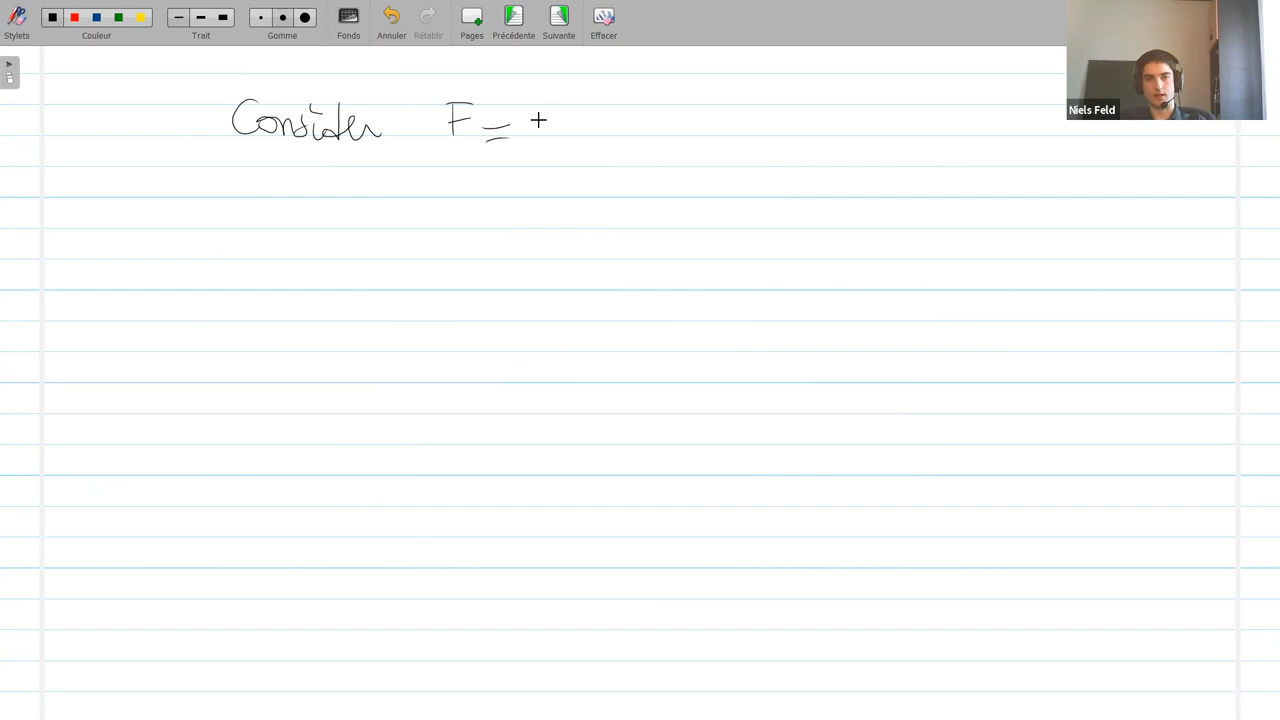 Stylets Couleur Trait Gomme Fonds Annuler Rétablir Pages Précédente Suivante Effacer
Niels Feld
Consider F =